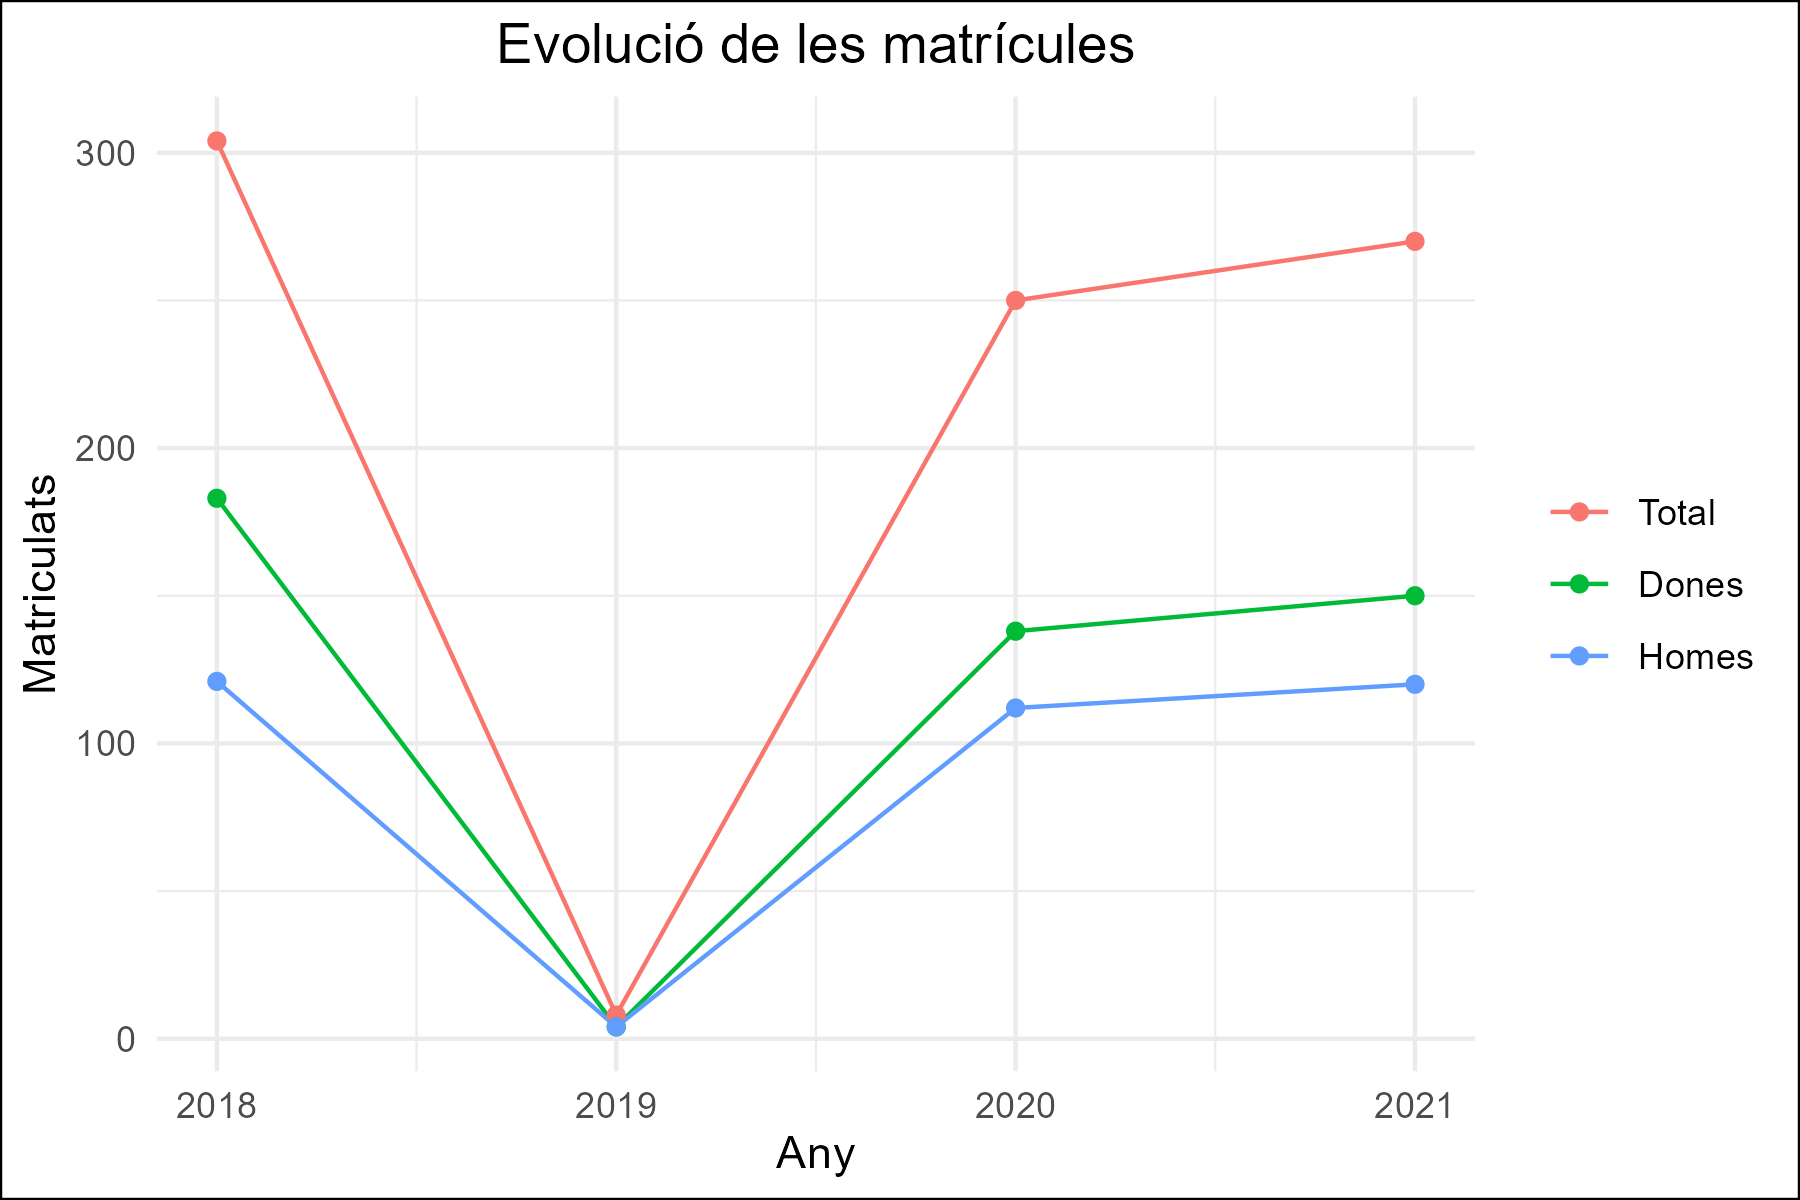 Evolució de les matrícules
Matriculats
300
200
100
0
2018
2019
2020
2021
Any
Total
Dones
Homes